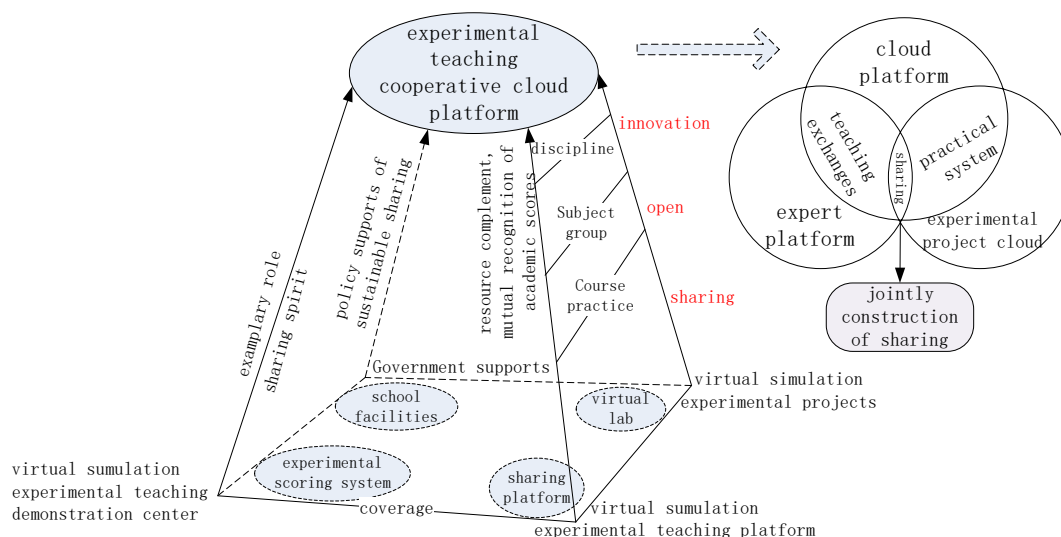 experimental
teaching
cooperative cloud
platform
innovation
discipline
open
Subject
group
sharing
Course
practice
resource complement,
mutual recognition of
academic scores
policy supports of
sustainable sharing
examplary role
sharing spirit
Government supports
school
facilities
virtual
lab
experimental
scoring system
sharing
platform
coverage
virtual sumulation
experimental teaching
demonstration center
virtual sumulation
experimental teaching platform
virtual simulation
experimental projects
cloud
platform
teaching
exchanges
sharing
practical
system
expert
platform
experimental
project cloud
jointly
construction
of sharing